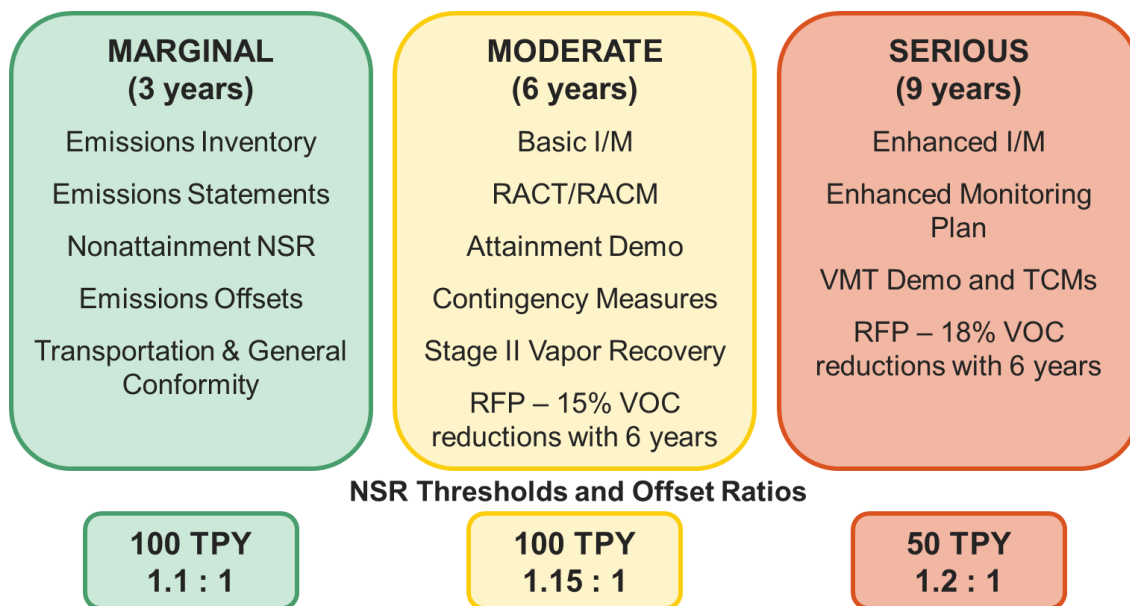 MARGINAL
(3 years)
Emissions Inventory
Emissions Statements
Nonattainment NSR
Emissions Offsets
Transportation & General
Conformity
MODERATE
(6 years)
Basic I/M
RACT/RACM
Attainment Demo
Contingency Measures
Stage II Vapor Recovery
RFP – 15% VOC
reductions with 6 years
SERIOUS
(9 years)
Enhanced I/M
Enhanced Monitoring
Plan
VMT Demo and TCMs
RFP – 18% VOC
reductions with 6 years
NSR Thresholds and Offset Ratios
100 TPY
1.1 : 1
100 TPY
1.15 : 1
50 TPY
1.2 : 1